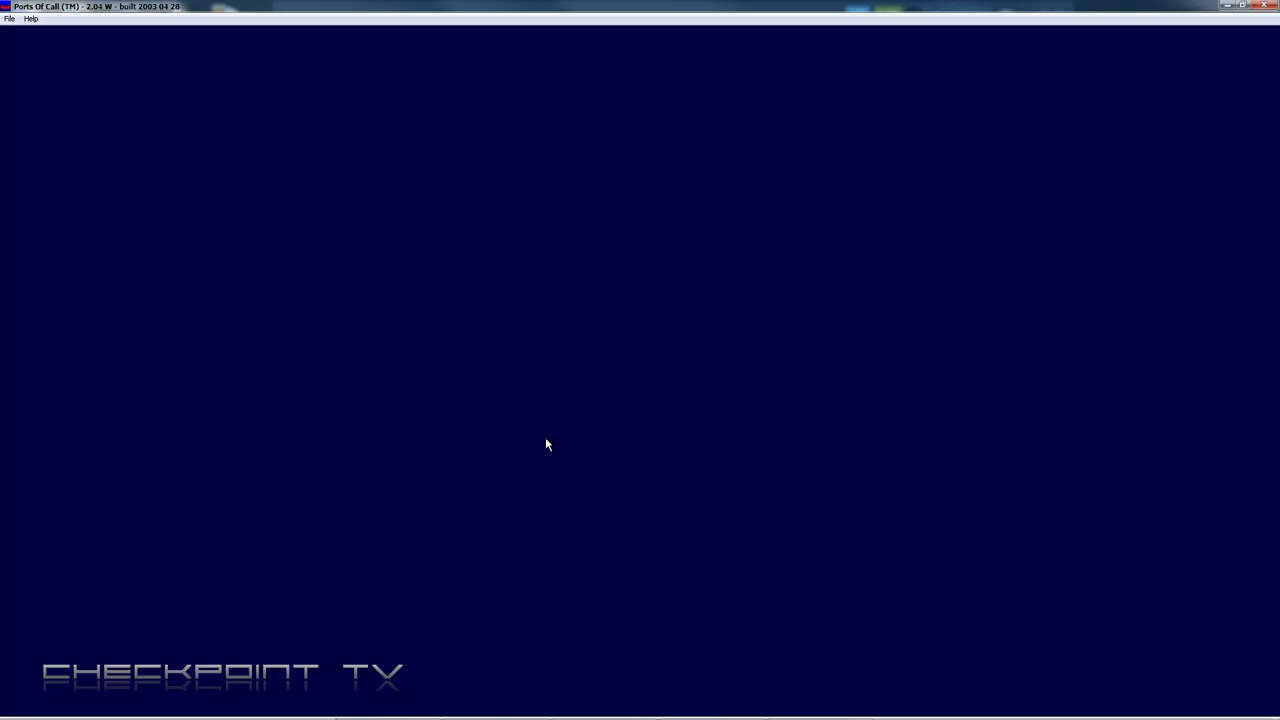 Ports Of Call (TM) - 2.04 W - built 2003 04 28
File Help
CHECKPOINT TV